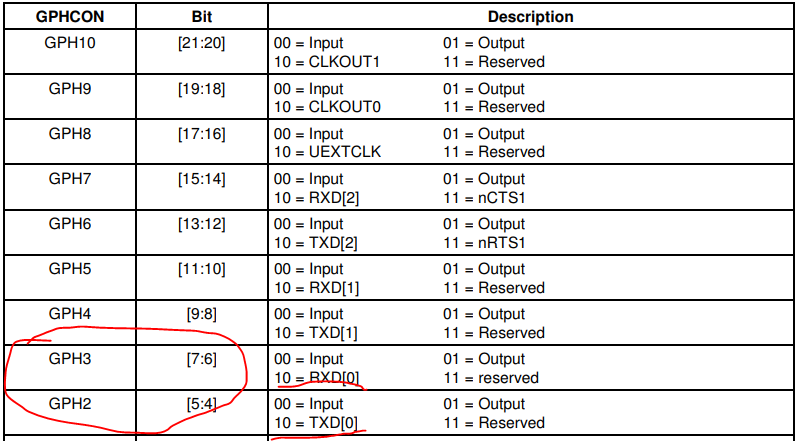 GPHCON Bit Description
GPH10 [21:20] 00 = Input 01 = Output
10 = CLKOUT1 11 = Reserved
GPH9 [19:18] 00 = Input 01 = Output
10 = CLKOUT0 11 = Reserved
GPH8 [17:16] 00 = Input 01 = Output
10 = UEXTCLK 11 = Reserved
GPH7 [15:14] 00 = Input 01 = Output
10 = RXD[2] 11 = nCTS1
GPH6 [13:12] 00 = Input 01 = Output
10 = TXD[2] 11 = nRTS1
GPH5 [11:10] 00 = Input 01 = Output
10 = RXD[1] 11 = Reserved
GPH4 [9:8] 00 = Input 01 = Output
10 = TXD[1] 11 = Reserved
GPH3 [7:6] 00 = Input 01 = Output
10 = RXD[0] 11 = reserved
GPH2 [5:4] 00 = Input 01 = Output
10 = TXD[0] 11 = Reserved